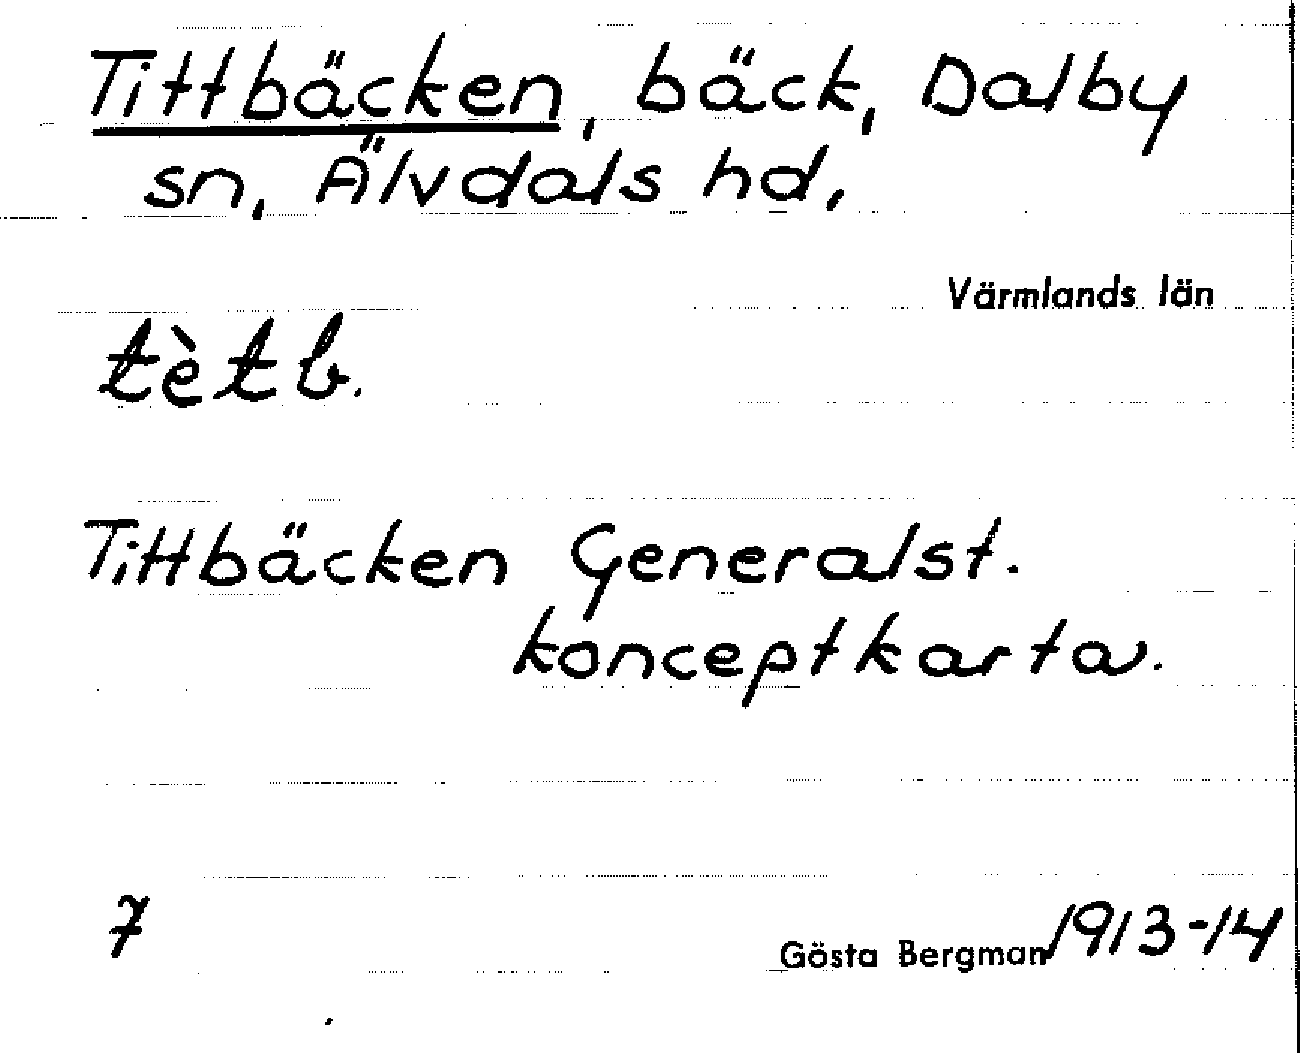 Tittbäcken, bäck, Dalby
sn, Älvdals hd,
Värmlands län
tètb.
Tittbäcken Generalst.
konceptkarta.
7
Gösta Bergman 1913-14